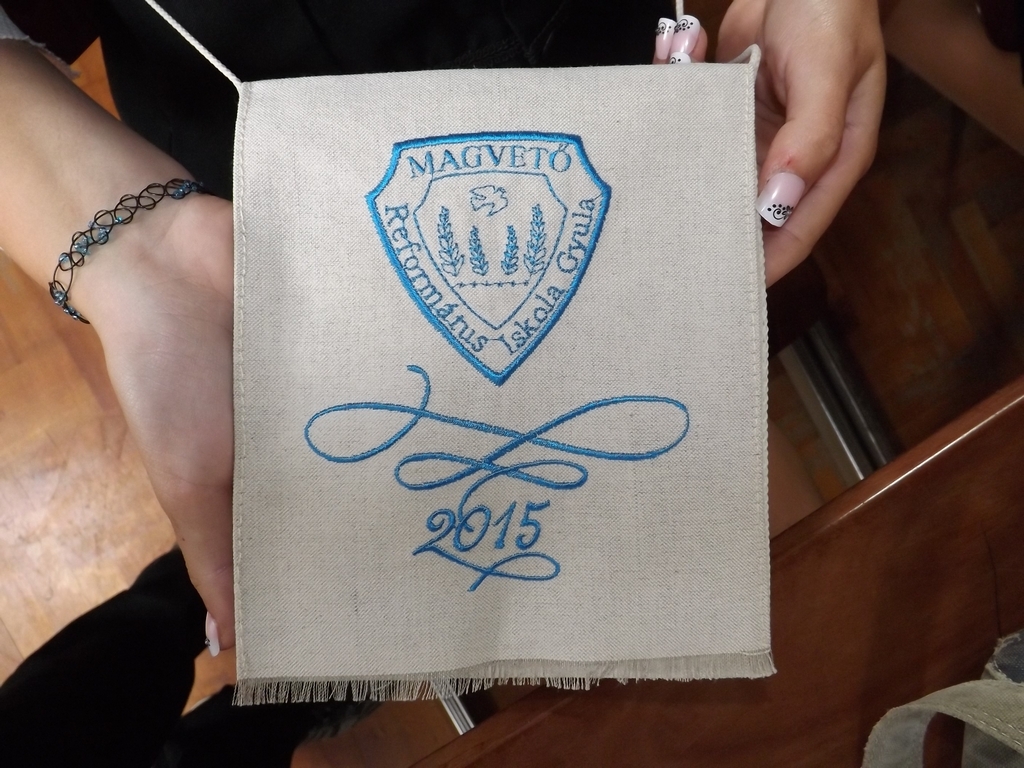 MAGVETŐ
Református Iskola Gyula
2015